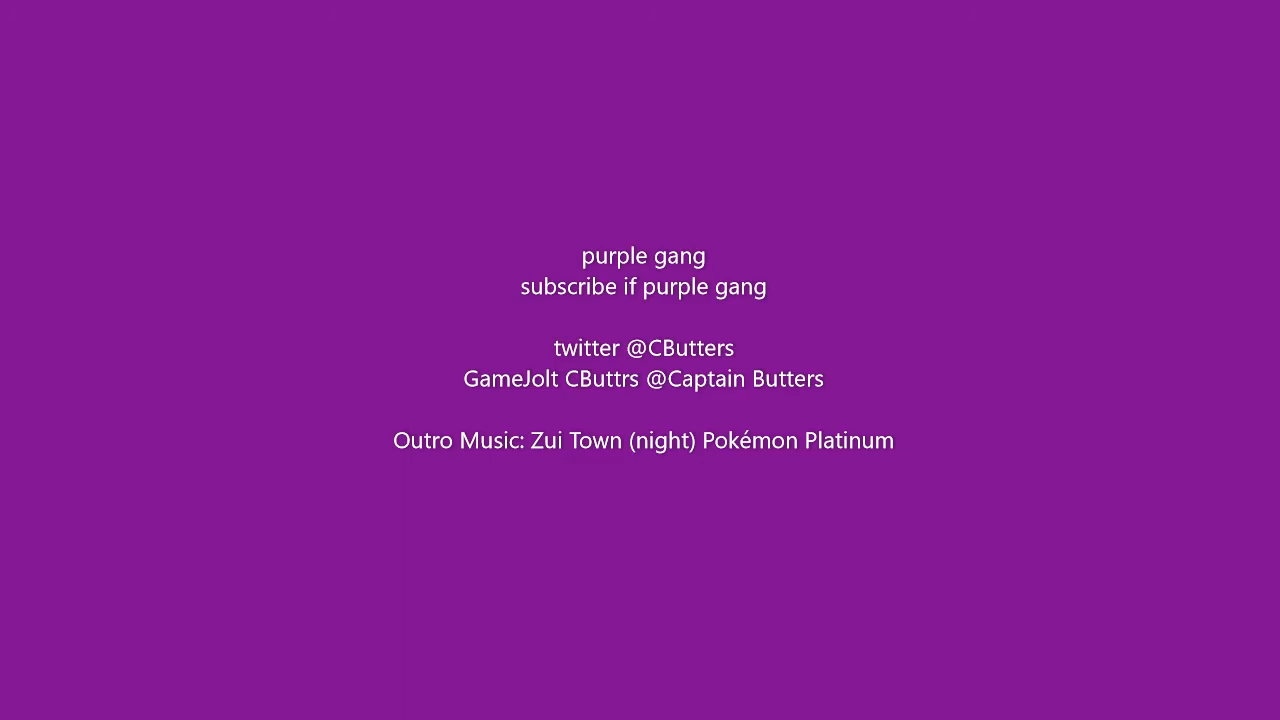 purple gang
subscribe if purple gang
twitter @CButters
GameJolt CButtrs @Captain Butters
Outro Music: Zui Town (night) Pokémon Platinum